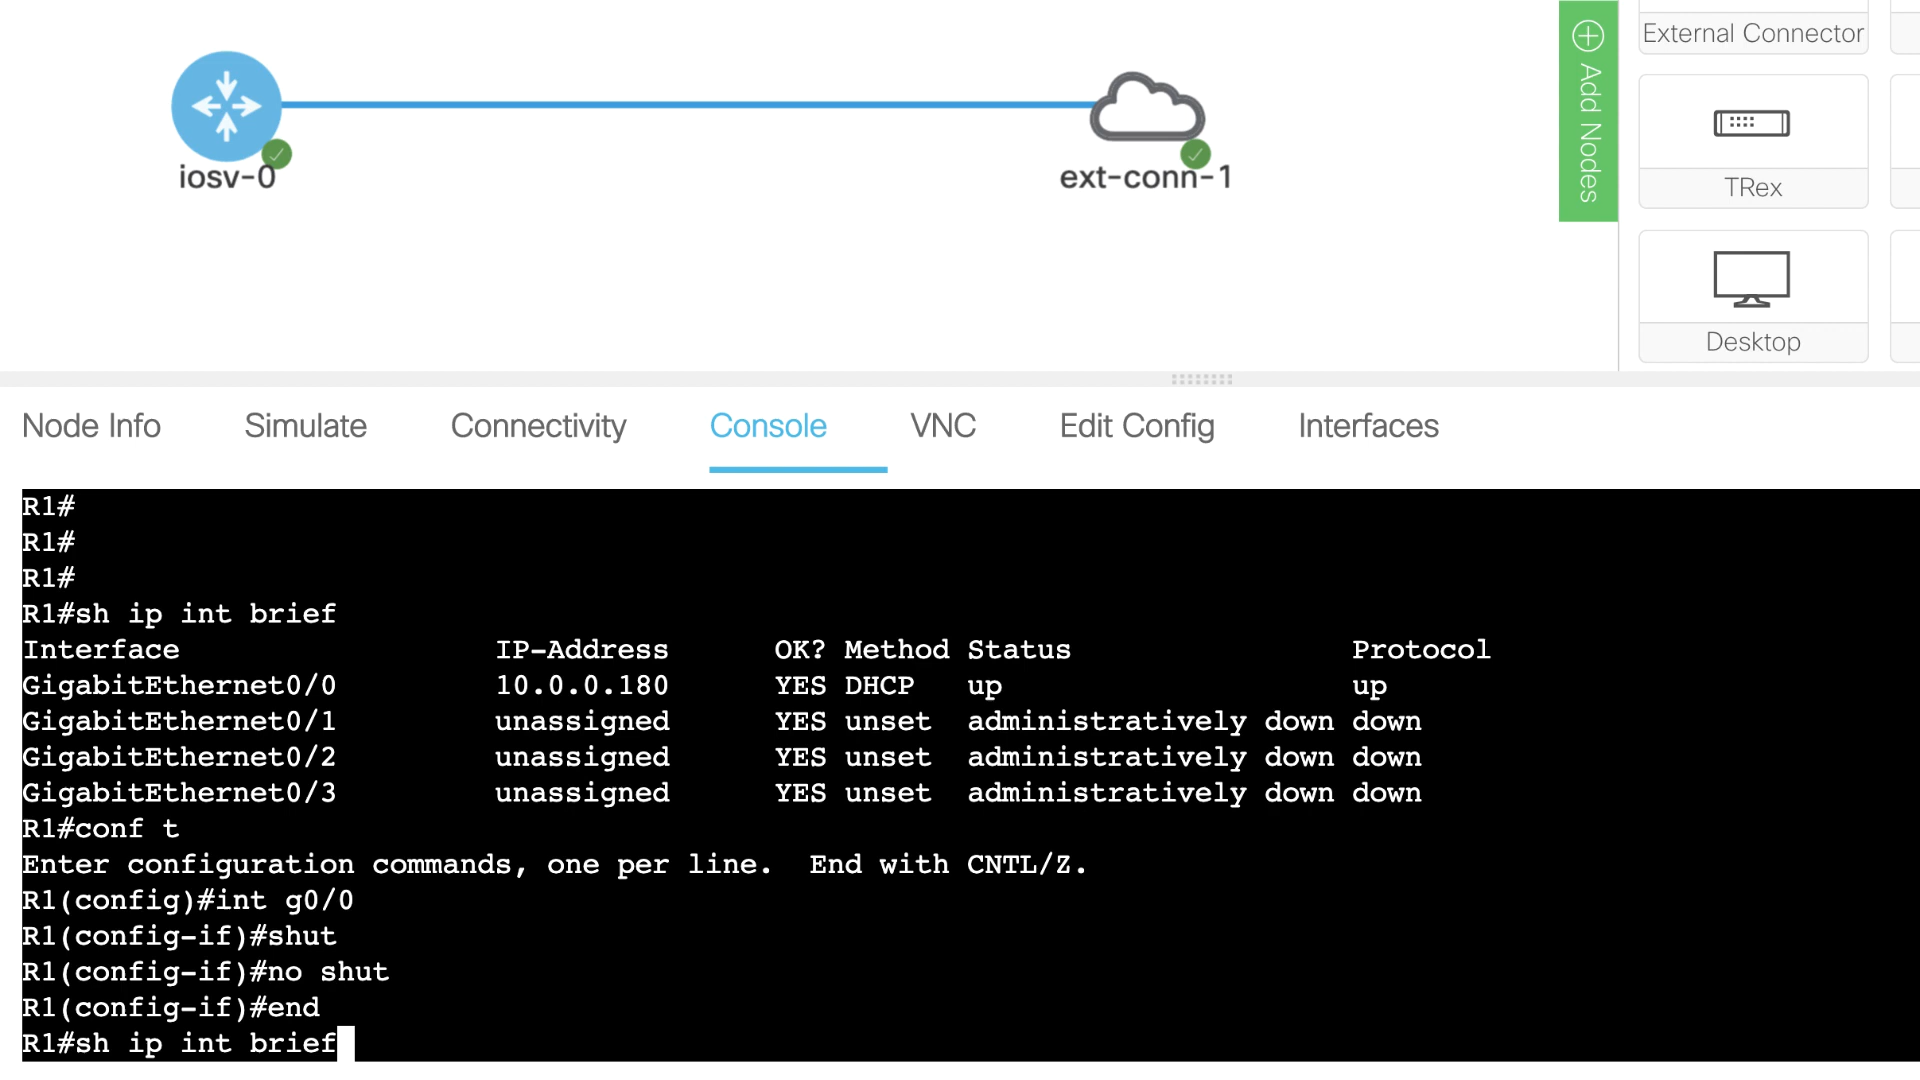 External Connector
Add Nodes
iosv-0
ext-conn-1
TRex
Desktop
Node Info Simulate Connectivity Console VNC Edit Config Interfaces
R1#
R1#
R1#
R1#sh ip int brief
Interface IP-Address OK? Method Status Protocol
GigabitEthernet0/0 10.0.0.180 YES DHCP up up
GigabitEthernet0/1 unassigned YES unset administratively down down
GigabitEthernet0/2 unassigned YES unset administratively down down
GigabitEthernet0/3 unassigned YES unset administratively down down
R1#conf t
Enter configuration commands, one per line. End with CNTL/Z.
R1(config)#int g0/0
R1(config-if)#shut
R1(config-if)#no shut
R1(config-if)#end
R1#sh ip int brief